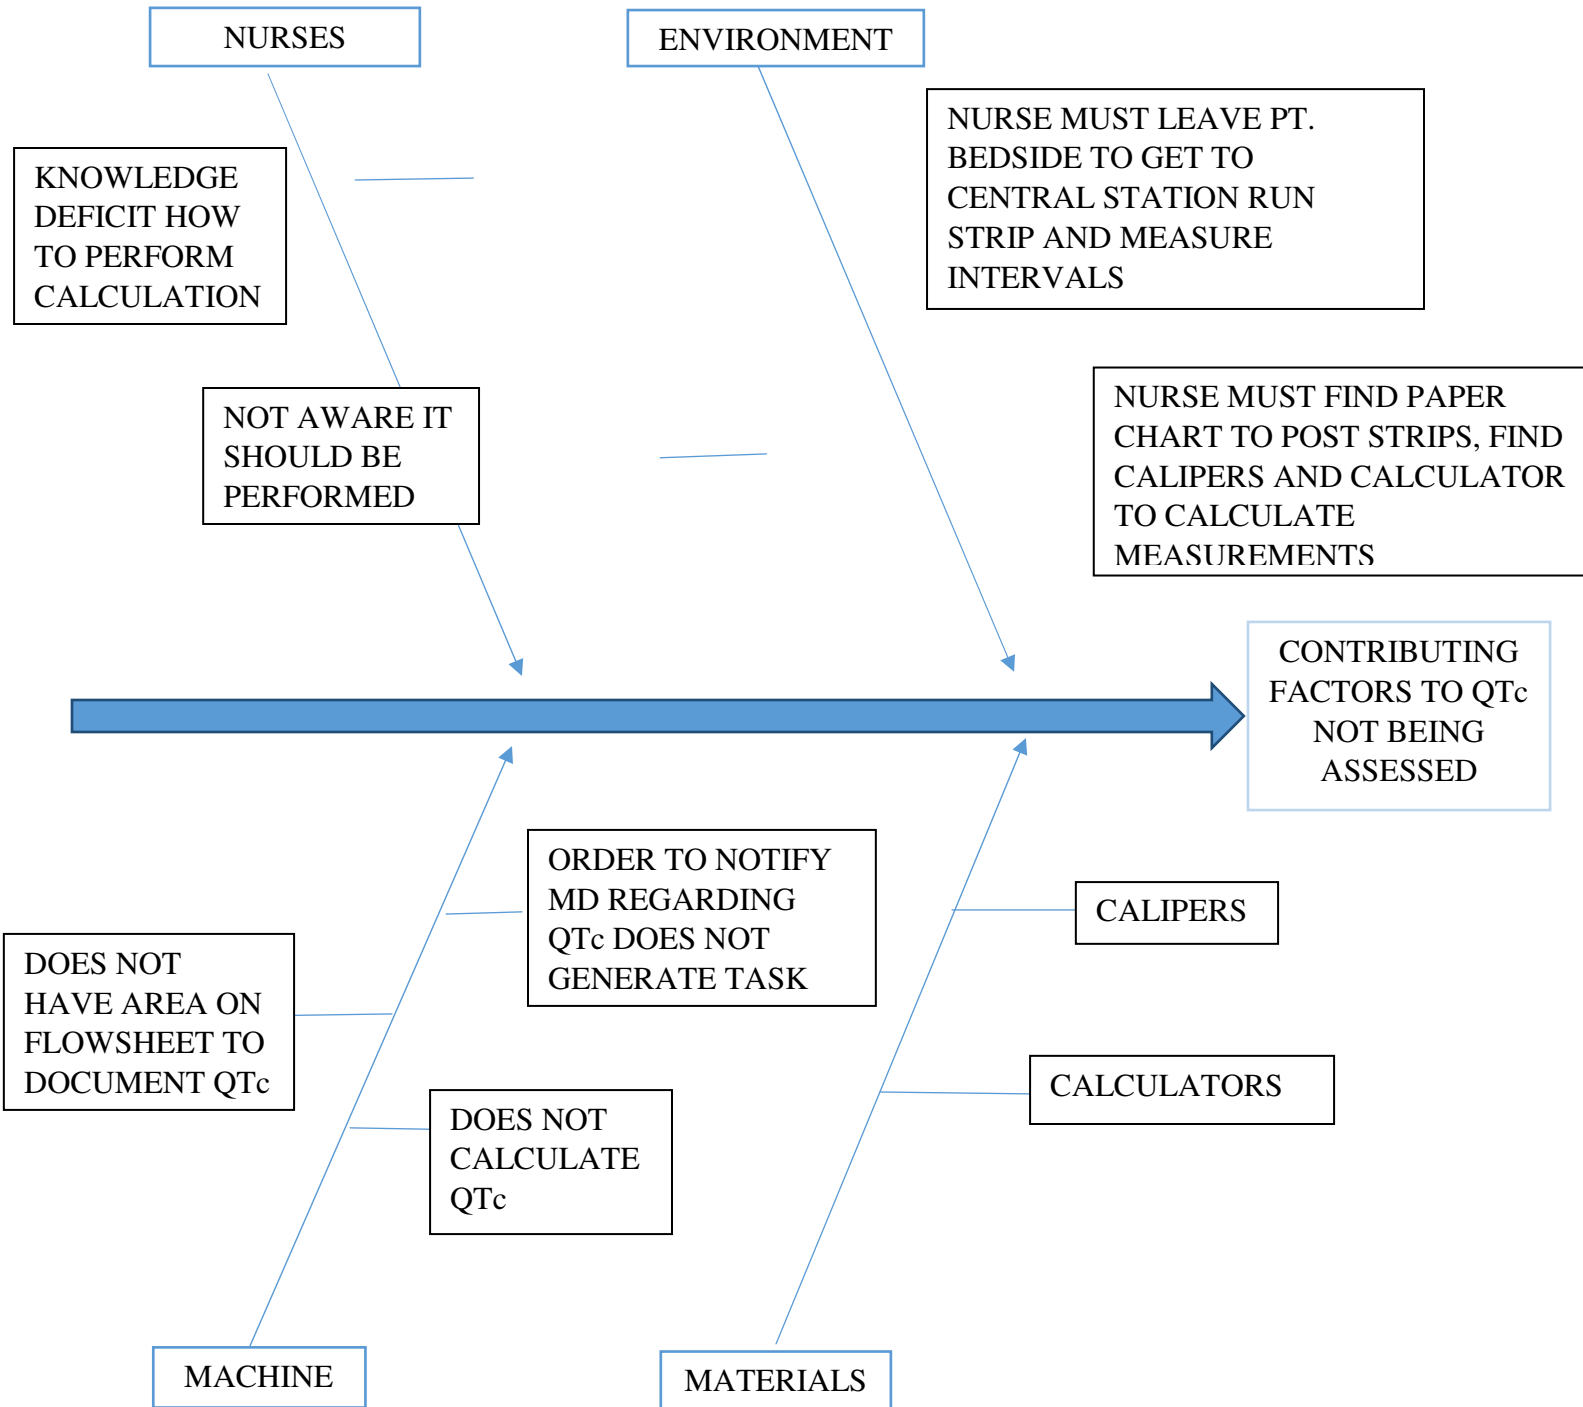 NURSES
ENVIRONMENT
NURSE MUST LEAVE PT.
BEDSIDE TO GET TO
CENTRAL STATION RUN
STRIP AND MEASURE
INTERVALS
KNOWLEDGE
DEFICIT HOW
TO PERFORM
CALCULATION
NOT AWARE IT
SHOULD BE
PERFORMED
NURSE MUST FIND PAPER
CHART TO POST STRIPS, FIND
CALIPERS AND CALCULATOR
TO CALCULATE
MEASUREMENTS
CONTRIBUTING
FACTORS TO QTc
NOT BEING
ASSESSED
ORDER TO NOTIFY
MD REGARDING
QTc DOES NOT
GENERATE TASK
CALIPERS
DOES NOT
HAVE AREA ON
FLOWSHEET TO
DOCUMENT QTc
CALCULATORS
DOES NOT
CALCULATE
QTc
MACHINE
MATERIALS